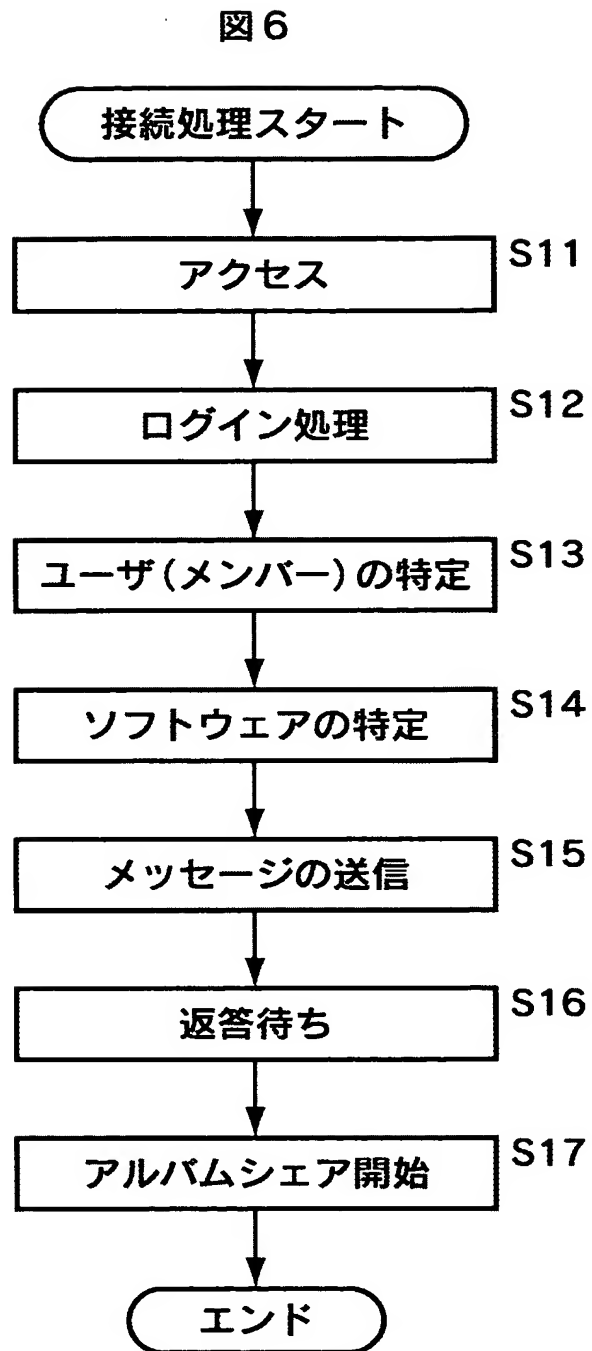 図6
接続処理スタート
アクセス
S11
ログイン処理
S12
ユーザ(メンバー)の特定
S13
ソフトウェアの特定
S14
メッセージの送信
S15
返答待ち
S16
アルバムシェア開始
S17
エンド